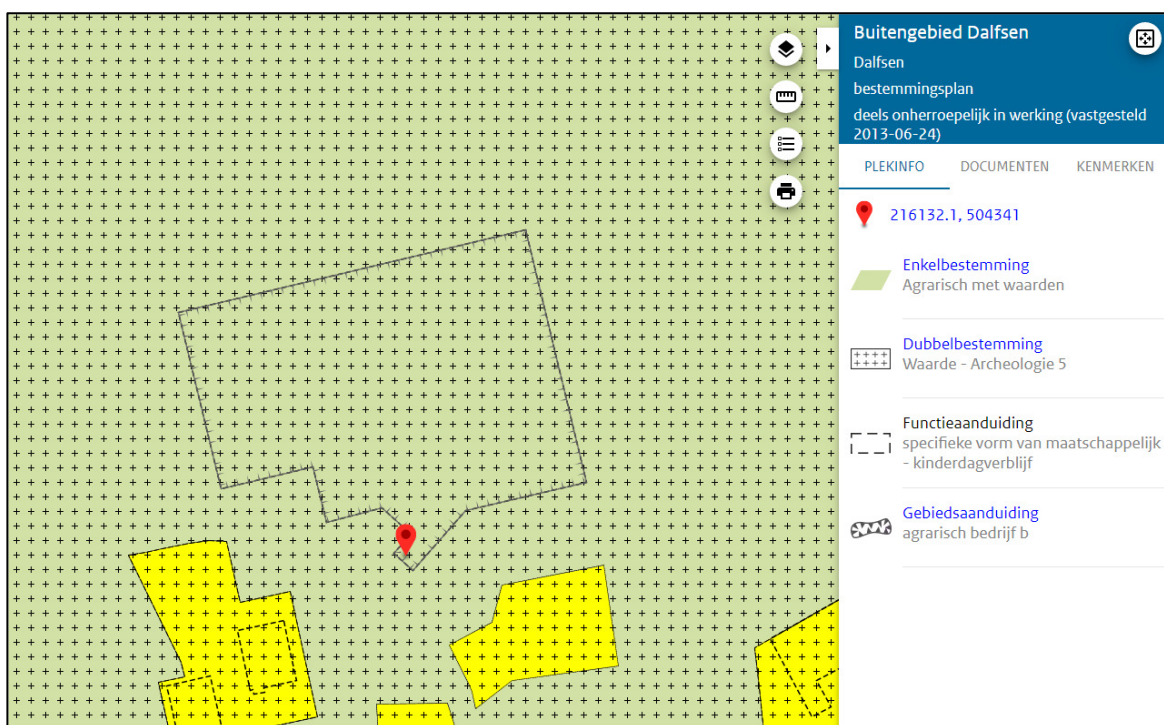 Buitengebied Dalfsen
Dalfsen
bestemmingsplan
deels onherroepelijk in werking (vastgesteld
2013-06-24)
PLEKINFO DOCUMENTEN KENMERKEN
216132.1, 504341
Enkelbestemming
Agrarisch met waarden
Dubbelbestemming
Waarde - Archeologie 5
Functieaanduiding
specifieke vorm van maatschappelijk
- kinderdagverblijf
Gebiedsaanduiding
agrarisch bedrijf b